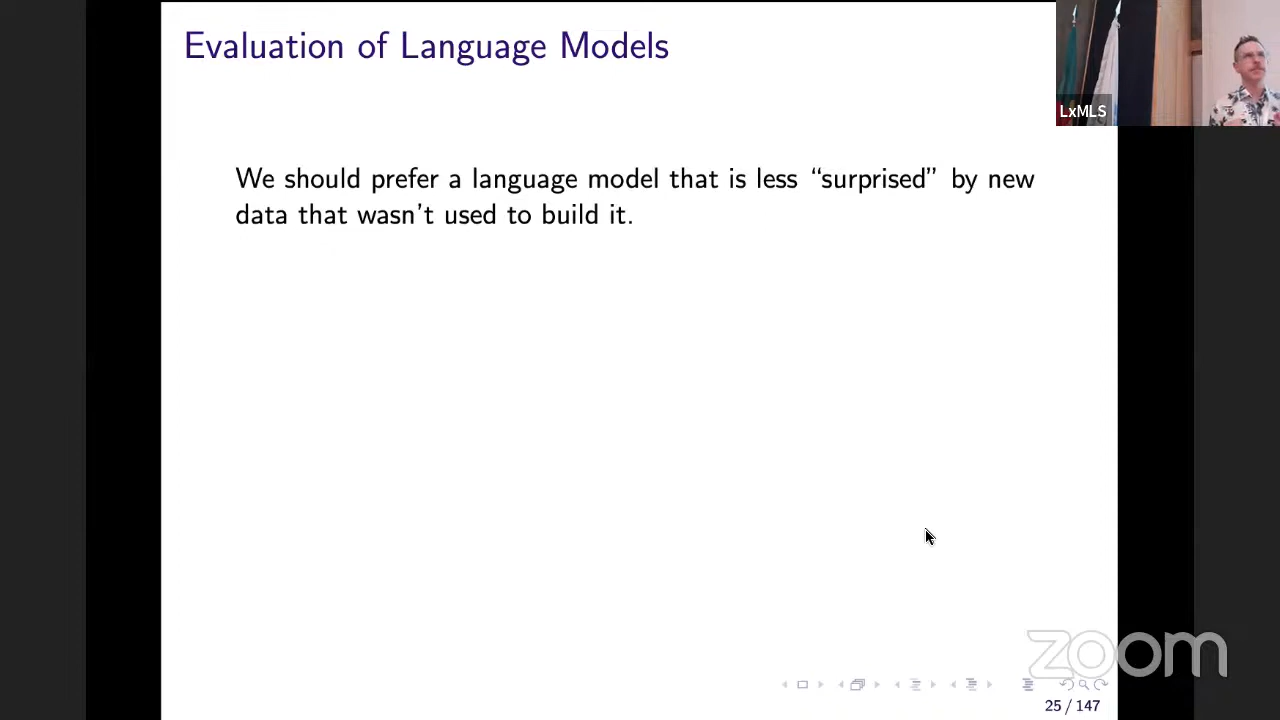 Evaluation of Language Models
LxMLS
We should prefer a language model that is less “surprised” by new
data that wasn’t used to build it.
zoom
25 / 147